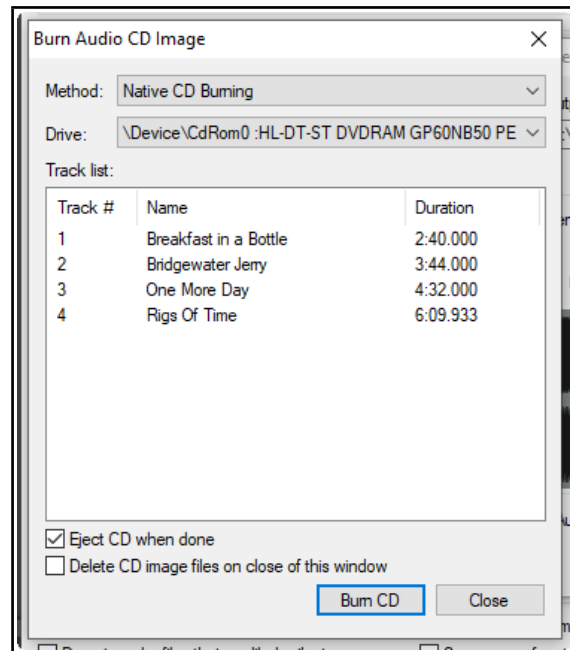 Burn Audio CD Image
Method: Native CD Burning
Drive: \Device\CdRom0 :HL-DT-ST DVDRAM GP60NB50 PE
Track list:
Track # Name Duration
1 Breakfast in a Bottle 2:40.000
2 Bridgewater Jerry 3:44.000
3 One More Day 4:32.000
4 Rigs Of Time 6:09.933
Eject CD when done
Delete CD image files on close of this window
Burn CD Close